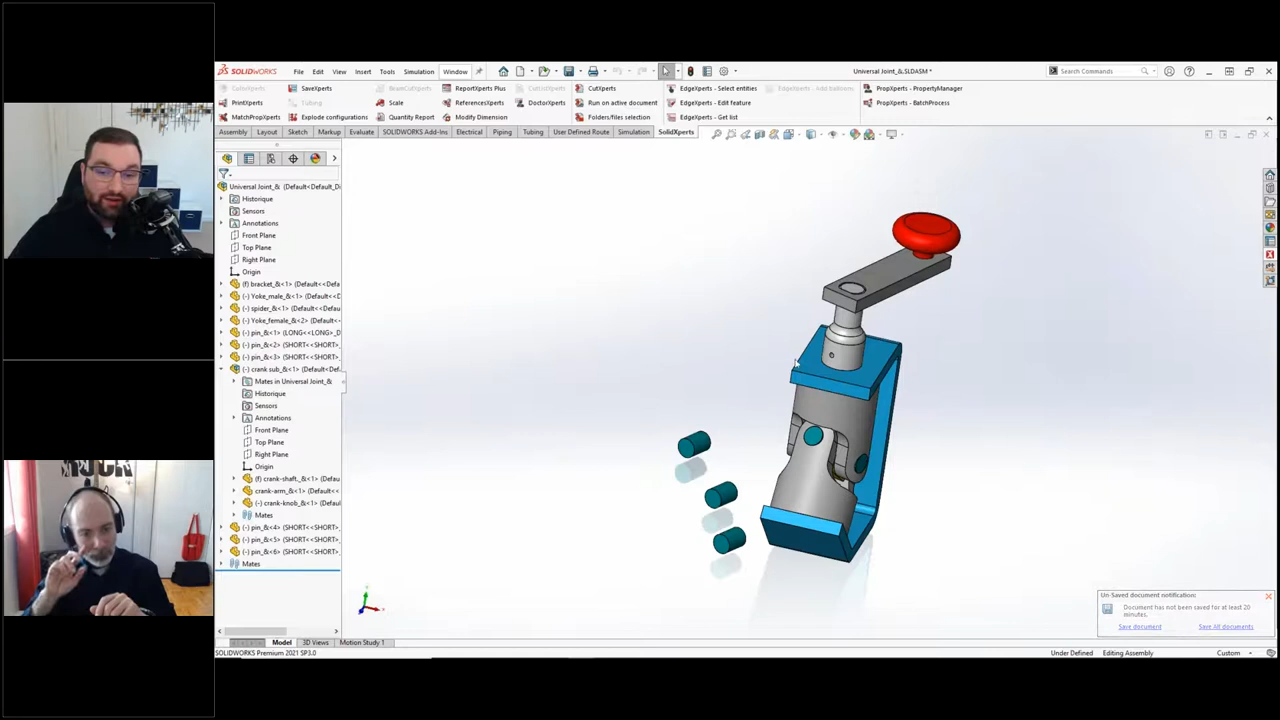 SOLIDWORKS File Edit View Insert Tools Simulation Window Universal Joint_&.SLDASM * Search Commands
SaveXperts ReportXperts Plus CutXperts EdgeXperts - Select entities PropXperts - PropertyManager
PrintXperts Scale ReferencesXperts DoctorXperts Run on active document EdgeXperts - Edit feature PropXperts - BatchProcess
MatchPropXperts Explode configurations Quantity Report Modify Dimension Folders/files selection EdgeXperts - Get list
Assembly Layout Sketch Markup Evaluate SOLIDWORKS Add-Ins Electrical Piping Tubing User Defined Route Simulation SolidXperts
Universal Joint_& (Default<Default_Di
Historique
Sensors
Annotations
Front Plane
Top Plane
Right Plane
Origin
(f) bracket_&<1> (Default<<Defa
(-) Yoke_male_&<1> (Default<<D
(-) spider_&<1> (Default<<Defau
(-) Yoke_female_&<2> (Default<
(-) pin_&<1> (LONG<<LONG>_D
(-) pin_&<2> (SHORT<<SHORT>_
(-) pin_&<3> (SHORT<<SHORT>_
(-) crank sub_&<1> (Default<Def
Mates in Universal Joint_&
Historique
Sensors
Annotations
Front Plane
Top Plane
Right Plane
Origin
(f) crank-shaft_&<1> (Defau
crank-arm_&<1> (Default<
(-) crank-knob_&<1> (Defau
Mates
(-) pin_&<4> (SHORT<<SHORT>_
(-) pin_&<5> (SHORT<<SHORT>_
(-) pin_&<6> (SHORT<<SHORT>_
Mates
Un-Saved document notification:
Document has not been saved for at least 20
minutes.
Save document Save All documents
Model 3D Views Motion Study 1
SOLIDWORKS Premium 2021 SP3.0 Under Defined Editing Assembly Custom